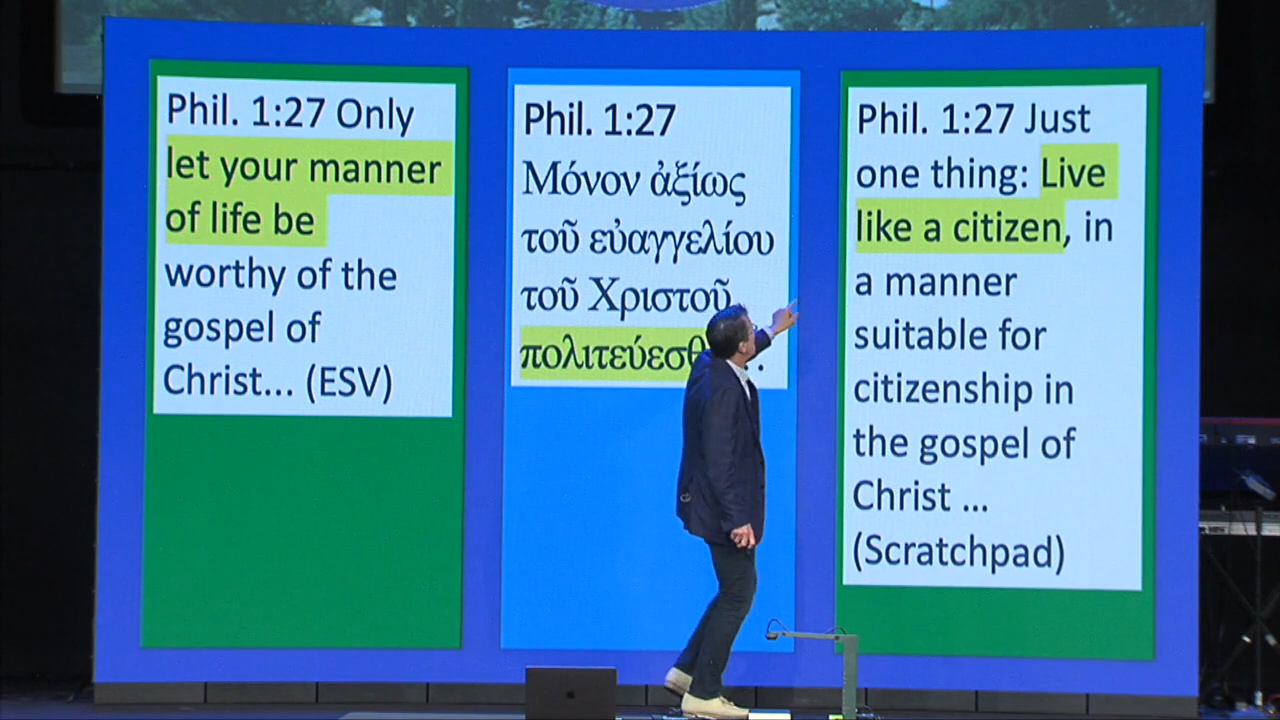 Phil. 1:27 Only
let your manner
of life be
worthy of the
gospel of
Christ... (ESV)
Phil. 1:27
Μόνον ἀξίως
τοῦ εὐαγγελίου
τοῦ Χριστοῦ
Phil. 1:27 Just
one thing: Live
like a citizen, in
a manner
suitable for
citizenship in
the gospel of
Christ ...
(Scratchpad)